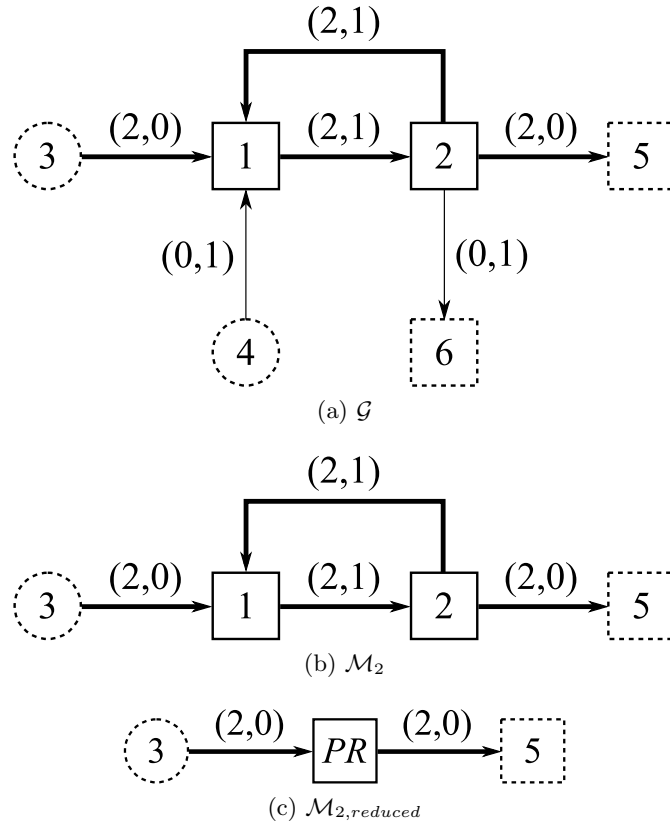 (2,1)
(2,0) (2,1) (2,0)
3 1 2 5
(0,1) (0,1)
4 6
(a) 𝒢
(2,1)
(2,0) (2,1) (2,0)
3 1 2 5
(b) ℳ₂
(2,0) (2,0)
3 PR 5
(c) ℳ₂,reduced